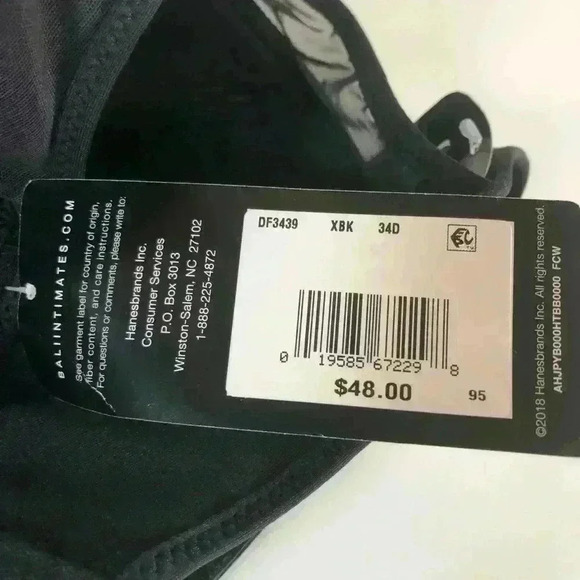 BALIINTIMATES.COM
See garment label for country of origin,
fiber content, and care instructions.
For questions or comments, please write to:
Hanesbrands Inc.
Consumer Services
P.O. Box 3013
Winston-Salem, NC 27102
1-888-225-4872
DF3439 XBK 34D
0 19585 67229 8
$48.00 95
©2018 Hanesbrands Inc. All rights reserved.
AHJPYB000HTBB0000 FCW